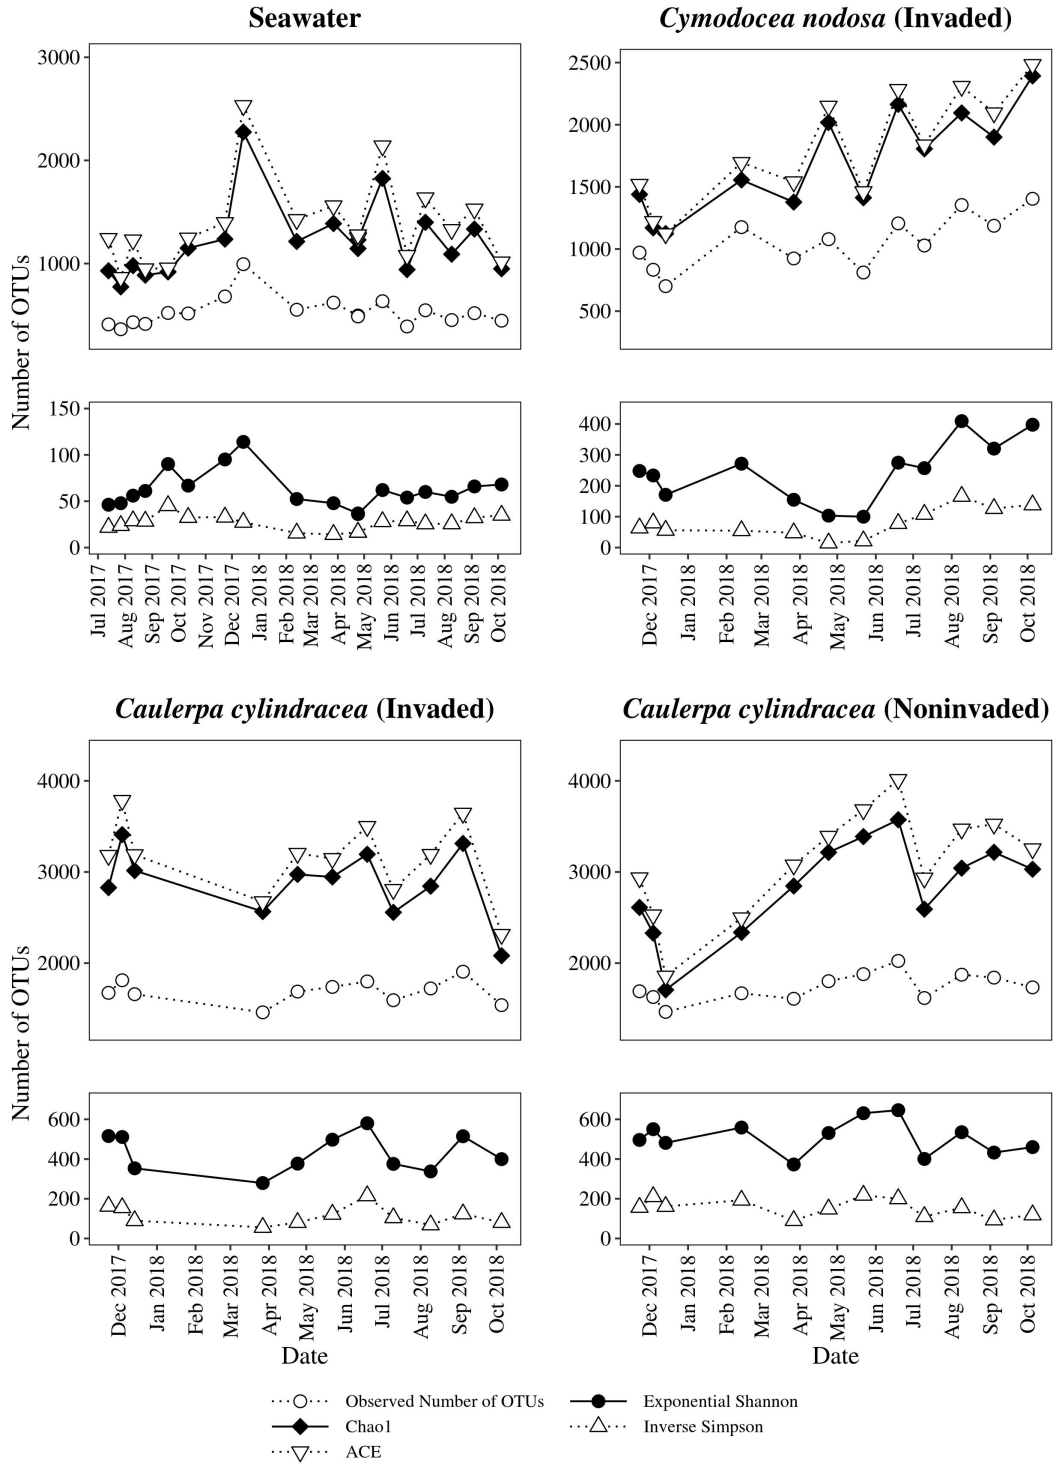 Seawater
Cymodocea nodosa (Invaded)
Number of OTUs
3000
2000
1000
2500
2000
1500
1000
500
150
100
50
0
400
300
200
100
0
Jul 2017
Aug 2017
Sep 2017
Oct 2017
Nov 2017
Dec 2017
Jan 2018
Feb 2018
Mar 2018
Apr 2018
May 2018
Jun 2018
Jul 2018
Aug 2018
Sep 2018
Oct 2018
Dec 2017
Jan 2018
Feb 2018
Mar 2018
Apr 2018
May 2018
Jun 2018
Jul 2018
Aug 2018
Sep 2018
Oct 2018
Caulerpa cylindracea (Invaded)
Caulerpa cylindracea (Noninvaded)
Number of OTUs
4000
3000
2000
4000
3000
2000
600
400
200
0
600
400
200
0
Dec 2017
Jan 2018
Feb 2018
Mar 2018
Apr 2018
May 2018
Jun 2018
Jul 2018
Aug 2018
Sep 2018
Oct 2018
Dec 2017
Jan 2018
Feb 2018
Mar 2018
Apr 2018
May 2018
Jun 2018
Jul 2018
Aug 2018
Sep 2018
Oct 2018
Date
Date
Observed Number of OTUs
Exponential Shannon
Chao1
Inverse Simpson
ACE